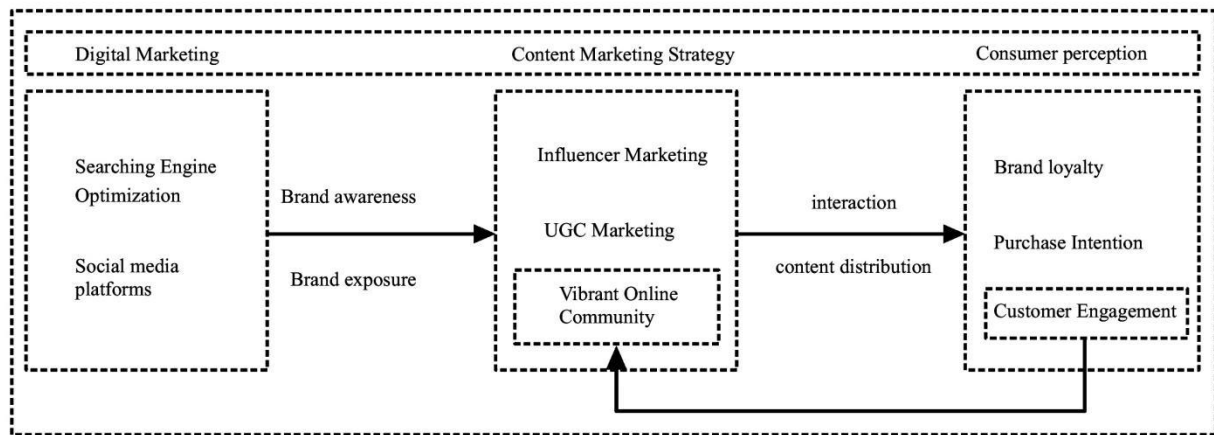 Digital Marketing
Content Marketing Strategy
Consumer perception
Searching Engine
Optimization
Social media
platforms
Brand awareness
Brand exposure
Influencer Marketing
UGC Marketing
Vibrant Online
Community
interaction
content distribution
Brand loyalty
Purchase Intention
Customer Engagement